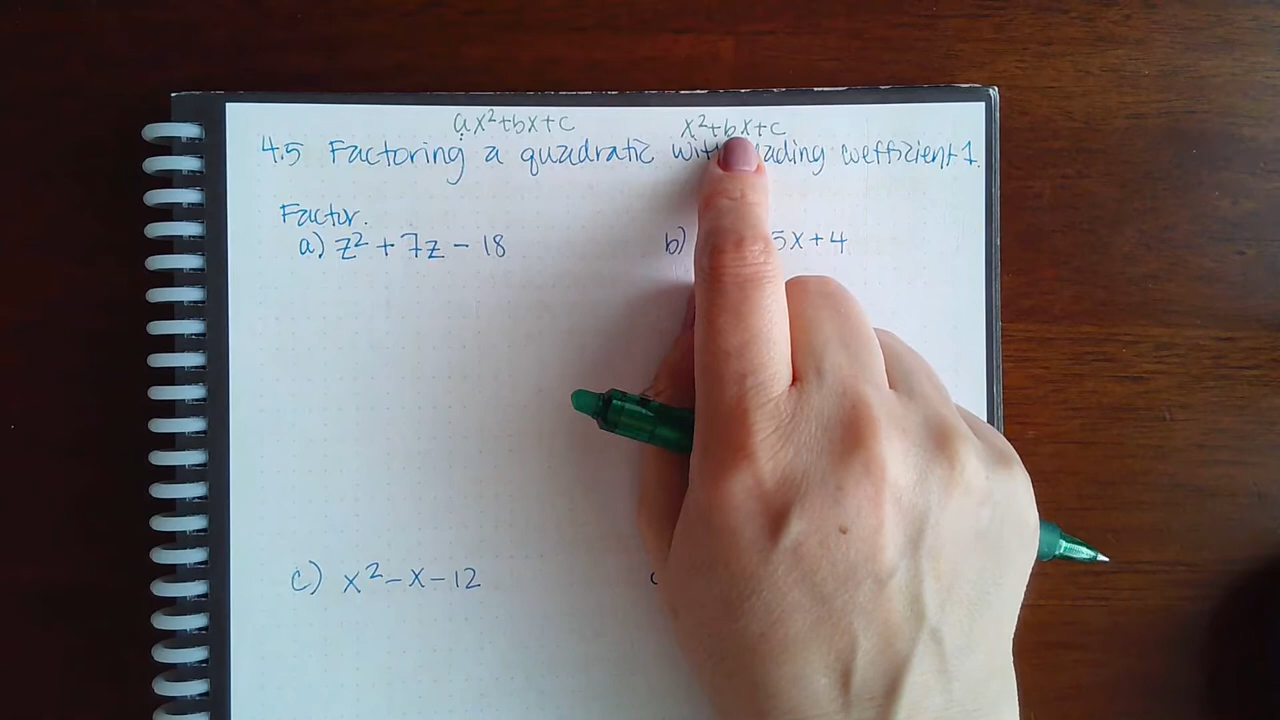 ax²+bx+c x²+bx+c
4.5 Factoring a quadratic leading coefficient 1.
Factor.
a) z² + 7z - 18 b) 5x+4
c) x² - x - 12